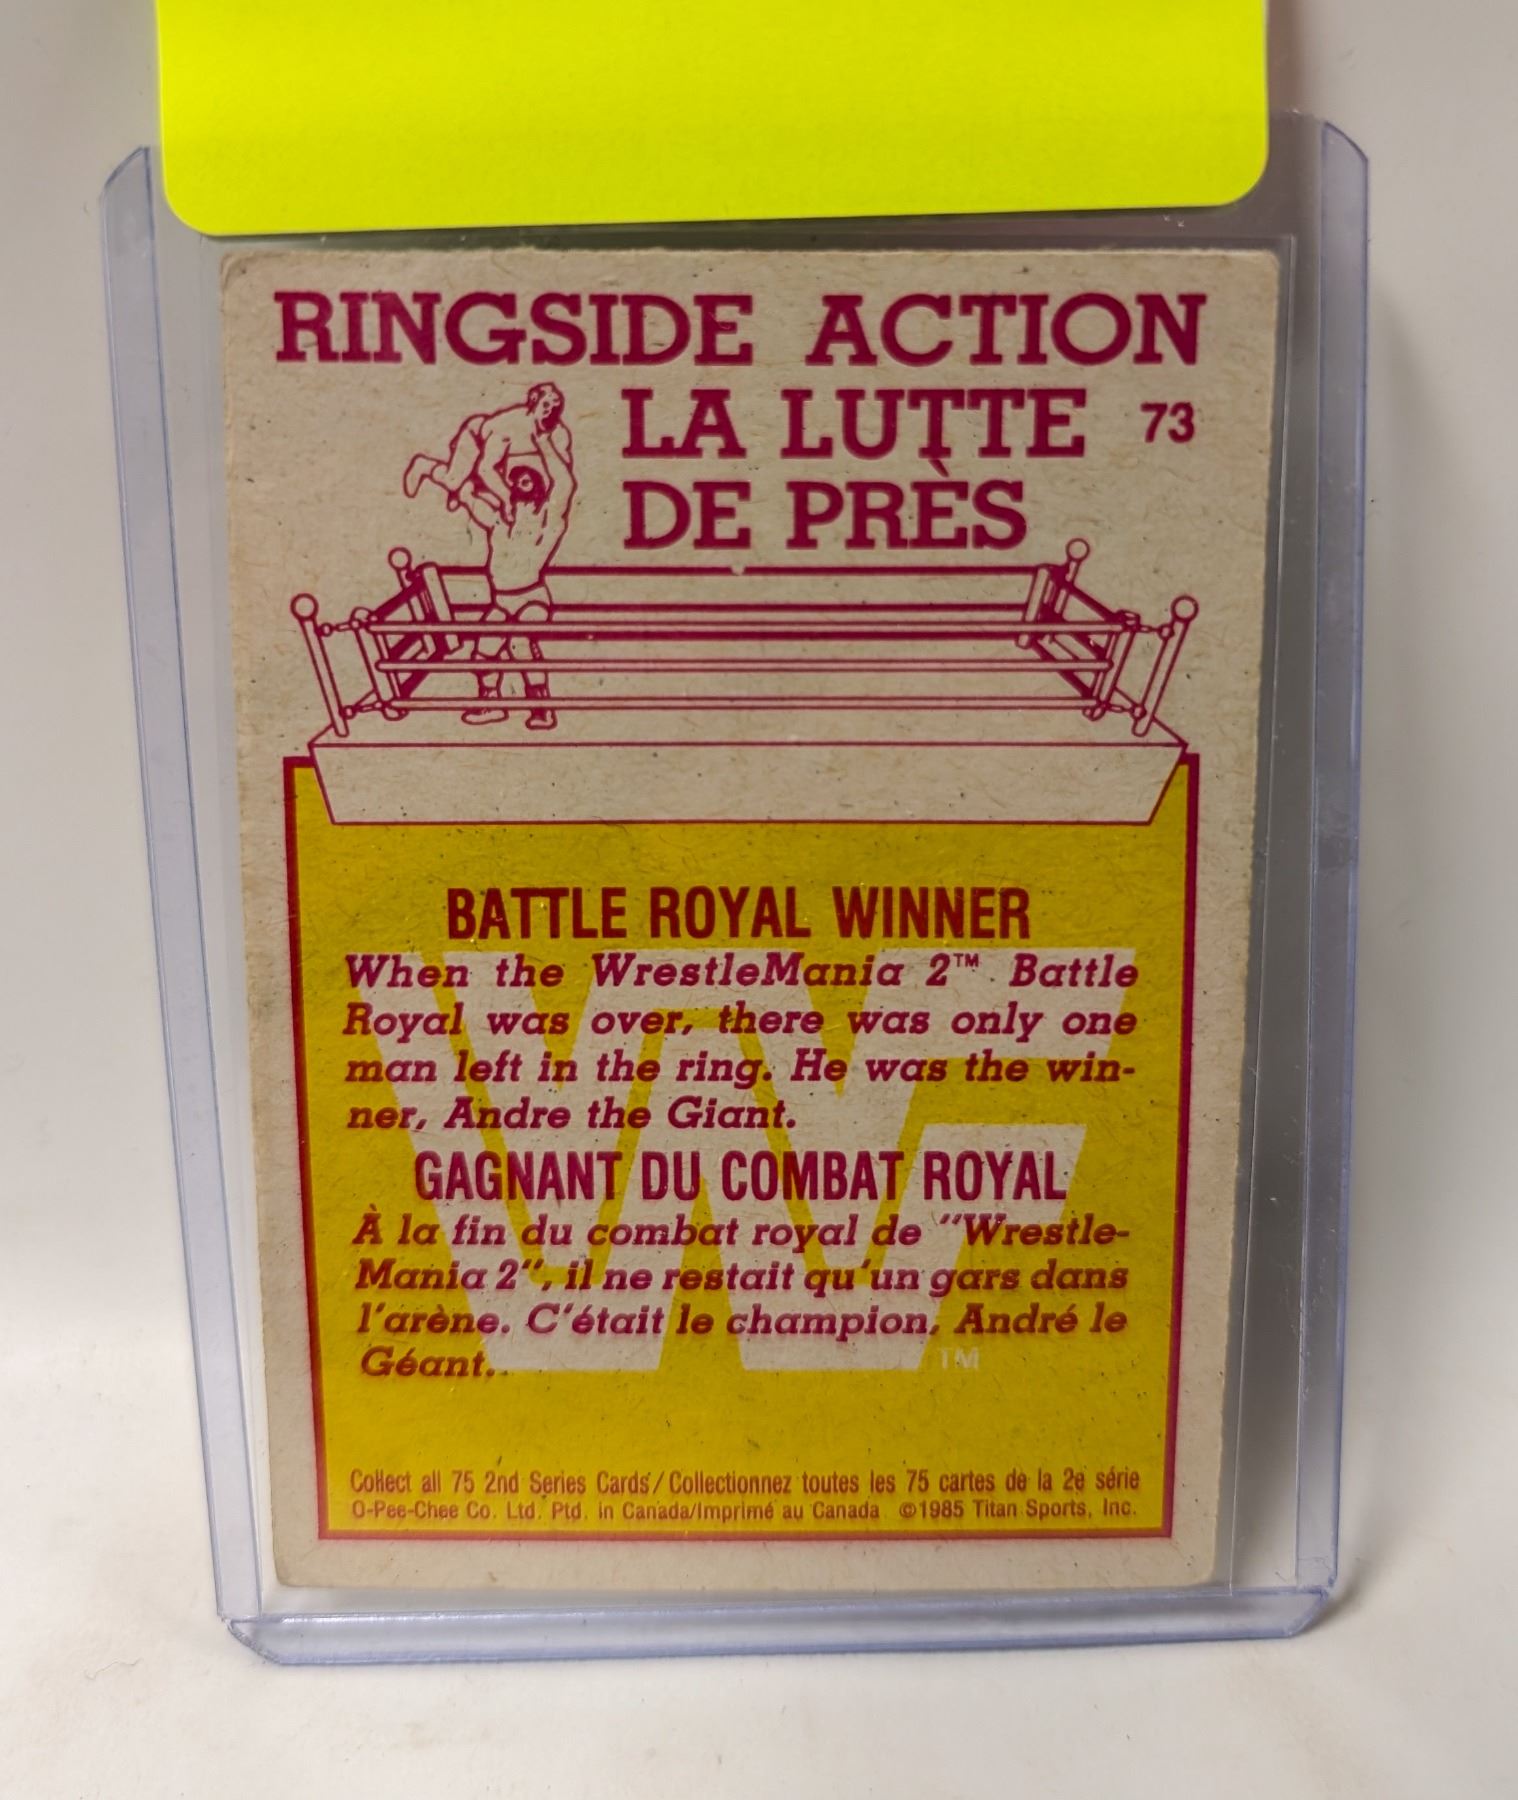 RINGSIDE ACTION
LA LUTTE 73
DE PRÈS
BATTLE ROYAL WINNER
When the WrestleMania 2™ Battle
Royal was over, there was only one
man left in the ring. He was the win-
ner, Andre the Giant.
GAGNANT DU COMBAT ROYAL
À la fin du combat royal de "Wrestle-
Mania 2", il ne restait qu'un gars dans
l'arène. C'était le champion, André le
Géant.
TM
Collect all 75 2nd Series Cards/Collectionnez toutes les 75 cartes de la 2e série
O-Pee-Chee Co. Ltd. Ptd. in Canada/Imprimé au Canada ©1985 Titan Sports, Inc.